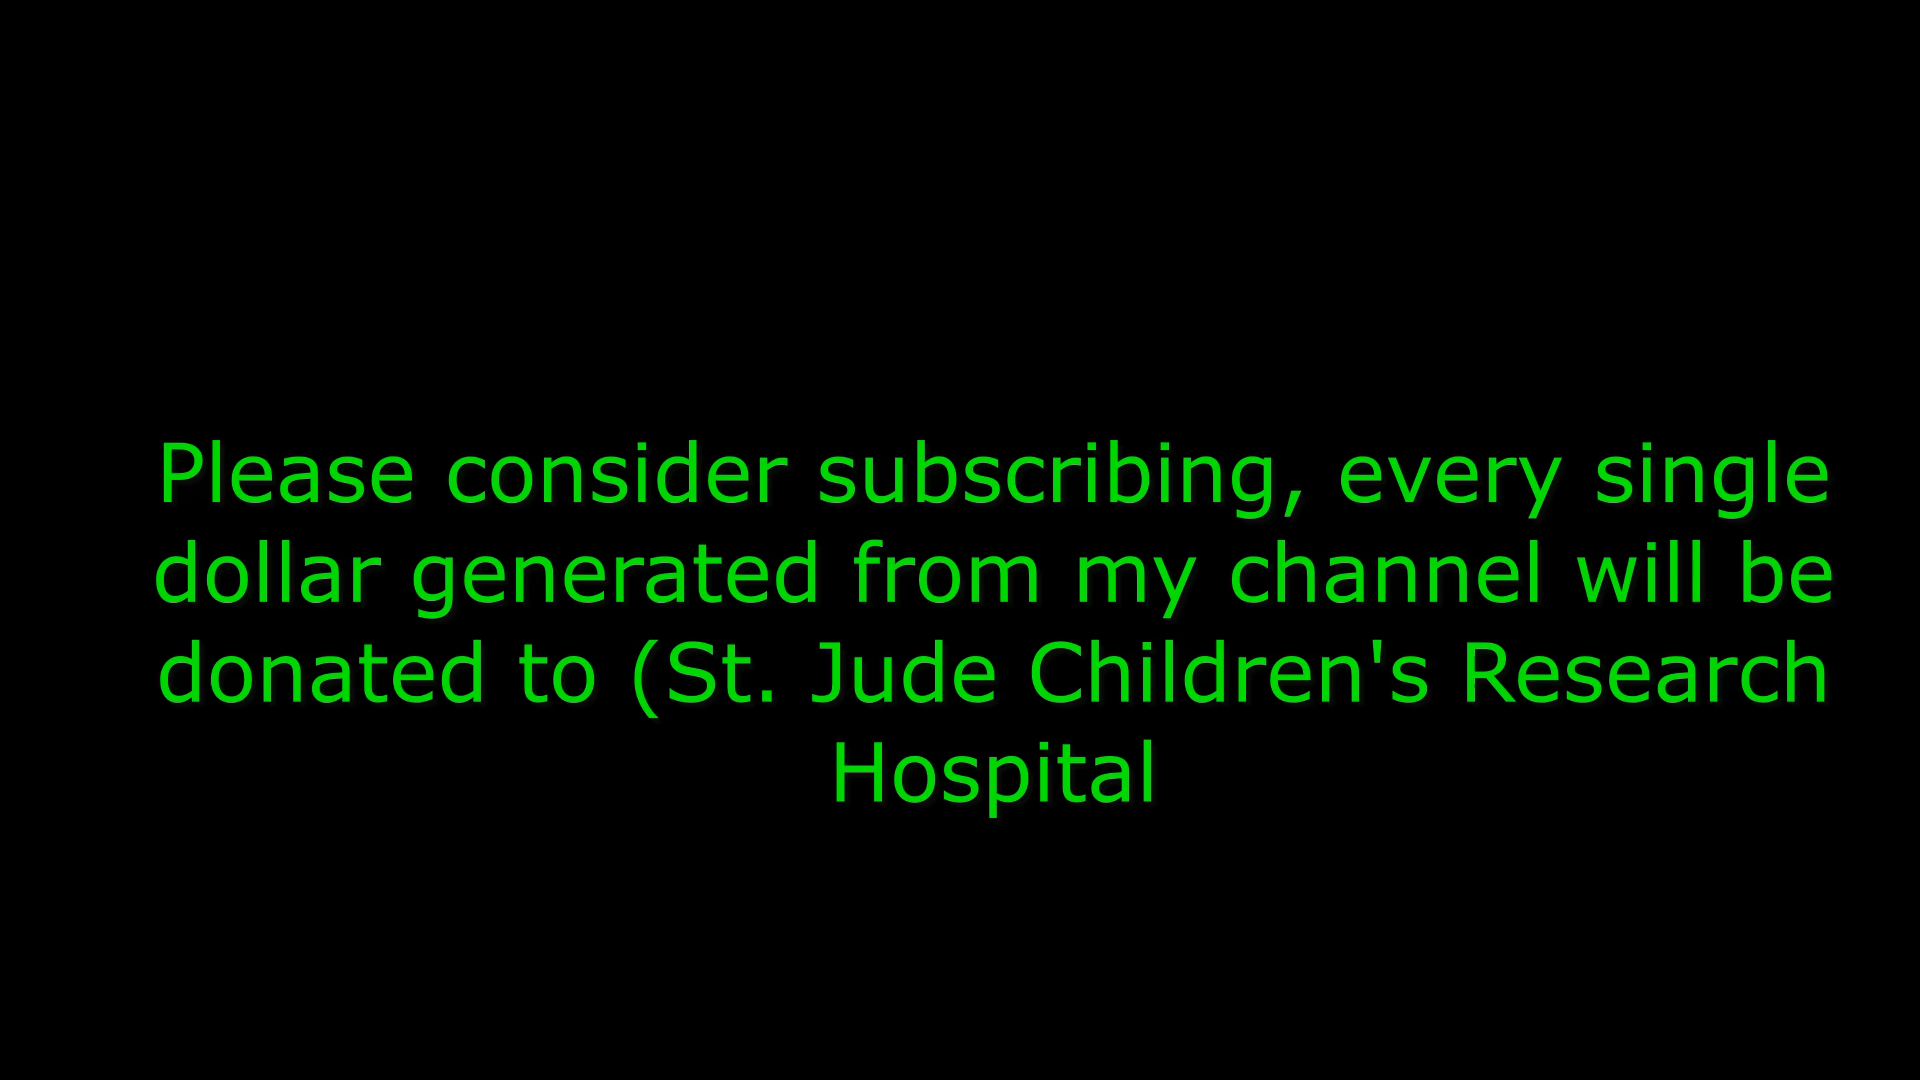 Please consider subscribing, every single
dollar generated from my channel will be
donated to (St. Jude Children's Research
Hospital